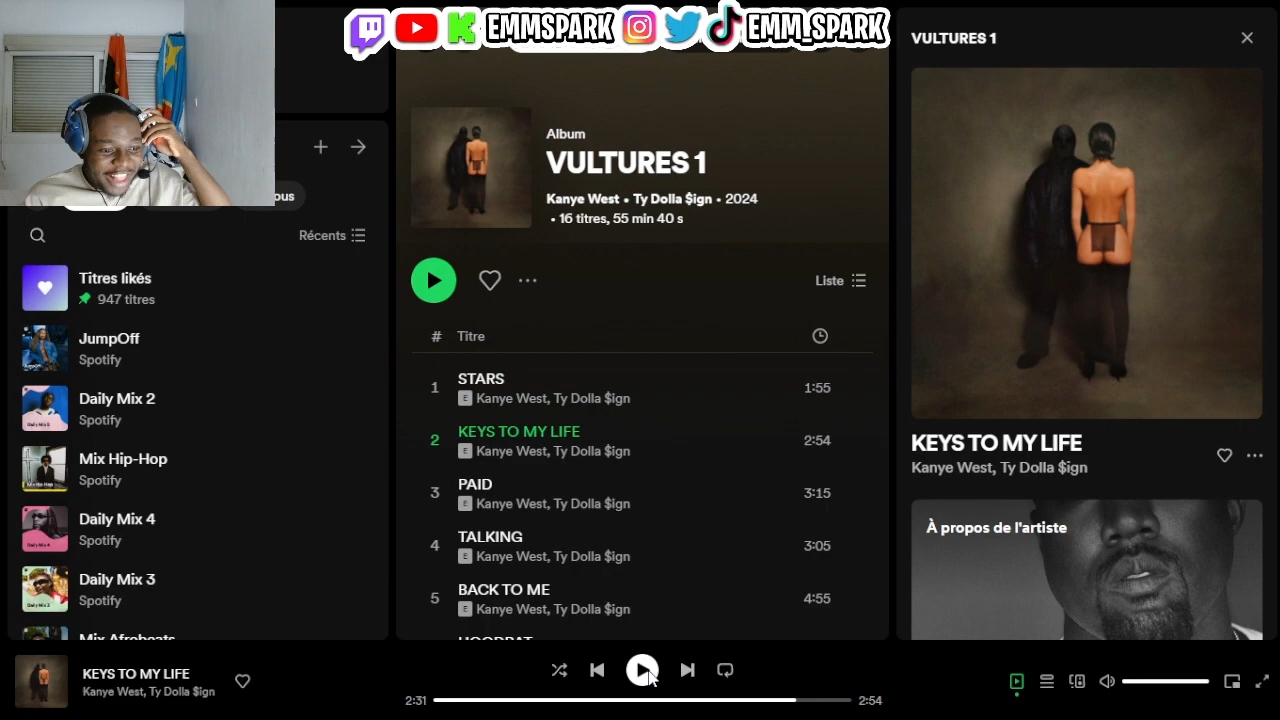 EMMSPARK
EMM_SPARK
ous
Récents
Titres likés
947 titres
JumpOff
Spotify
Daily Mix 2
Spotify
Mix Hip-Hop
Spotify
Daily Mix 4
Spotify
Daily Mix 3
Spotify
Mix Afrobeats
Album
VULTURES 1
Kanye West • Ty Dolla $ign • 2024
• 16 titres, 55 min 40 s
Liste
# Titre
1 STARS 1:55
E Kanye West, Ty Dolla $ign
2 KEYS TO MY LIFE 2:54
E Kanye West, Ty Dolla $ign
3 PAID 3:15
E Kanye West, Ty Dolla $ign
4 TALKING 3:05
E Kanye West, Ty Dolla $ign
5 BACK TO ME 4:55
E Kanye West, Ty Dolla $ign
HOODRAT
VULTURES 1
KEYS TO MY LIFE
Kanye West, Ty Dolla $ign
À propos de l'artiste
KEYS TO MY LIFE
Kanye West, Ty Dolla $ign
2:31
2:54